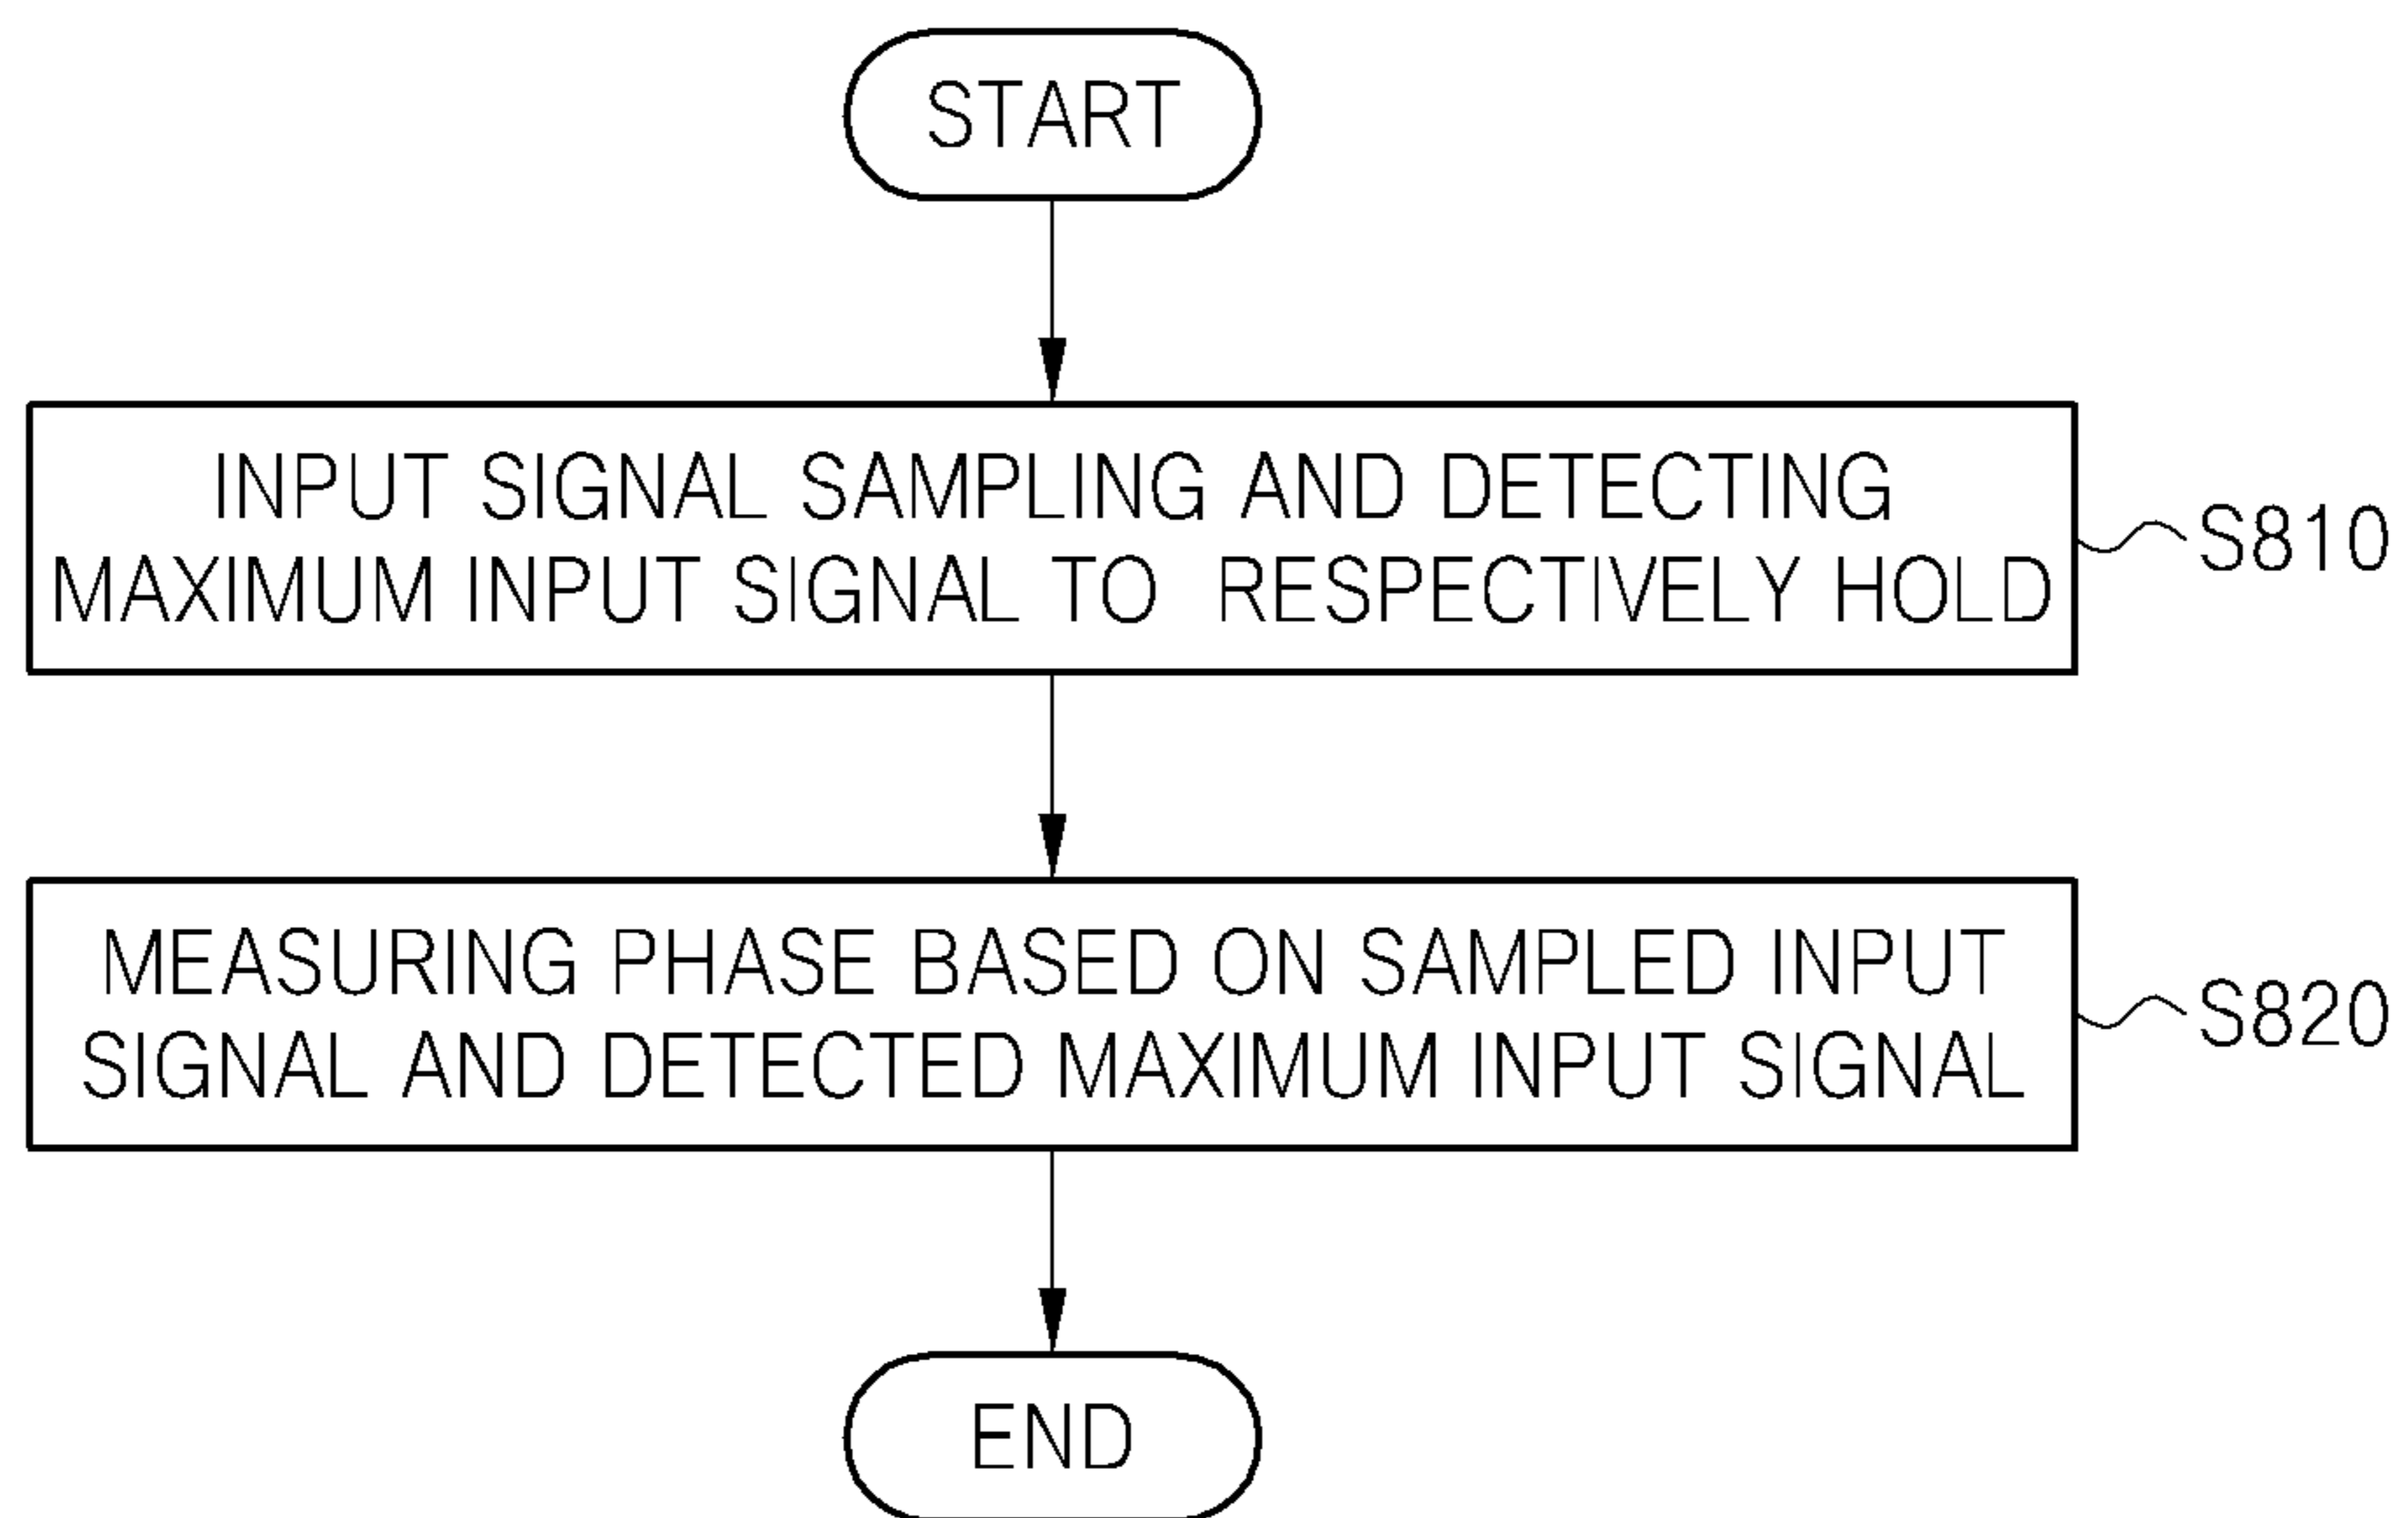 START
INPUT SIGNAL SAMPLING AND DETECTING
MAXIMUM INPUT SIGNAL TO RESPECTIVELY HOLD
S810
MEASURING PHASE BASED ON SAMPLED INPUT
SIGNAL AND DETECTED MAXIMUM INPUT SIGNAL
S820
END